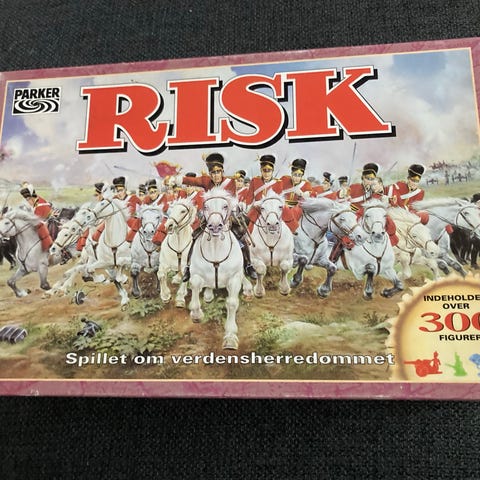 PARKER
RISK
INDEHOLDER
OVER
300
FIGURER
Spillet om verdensherredommet